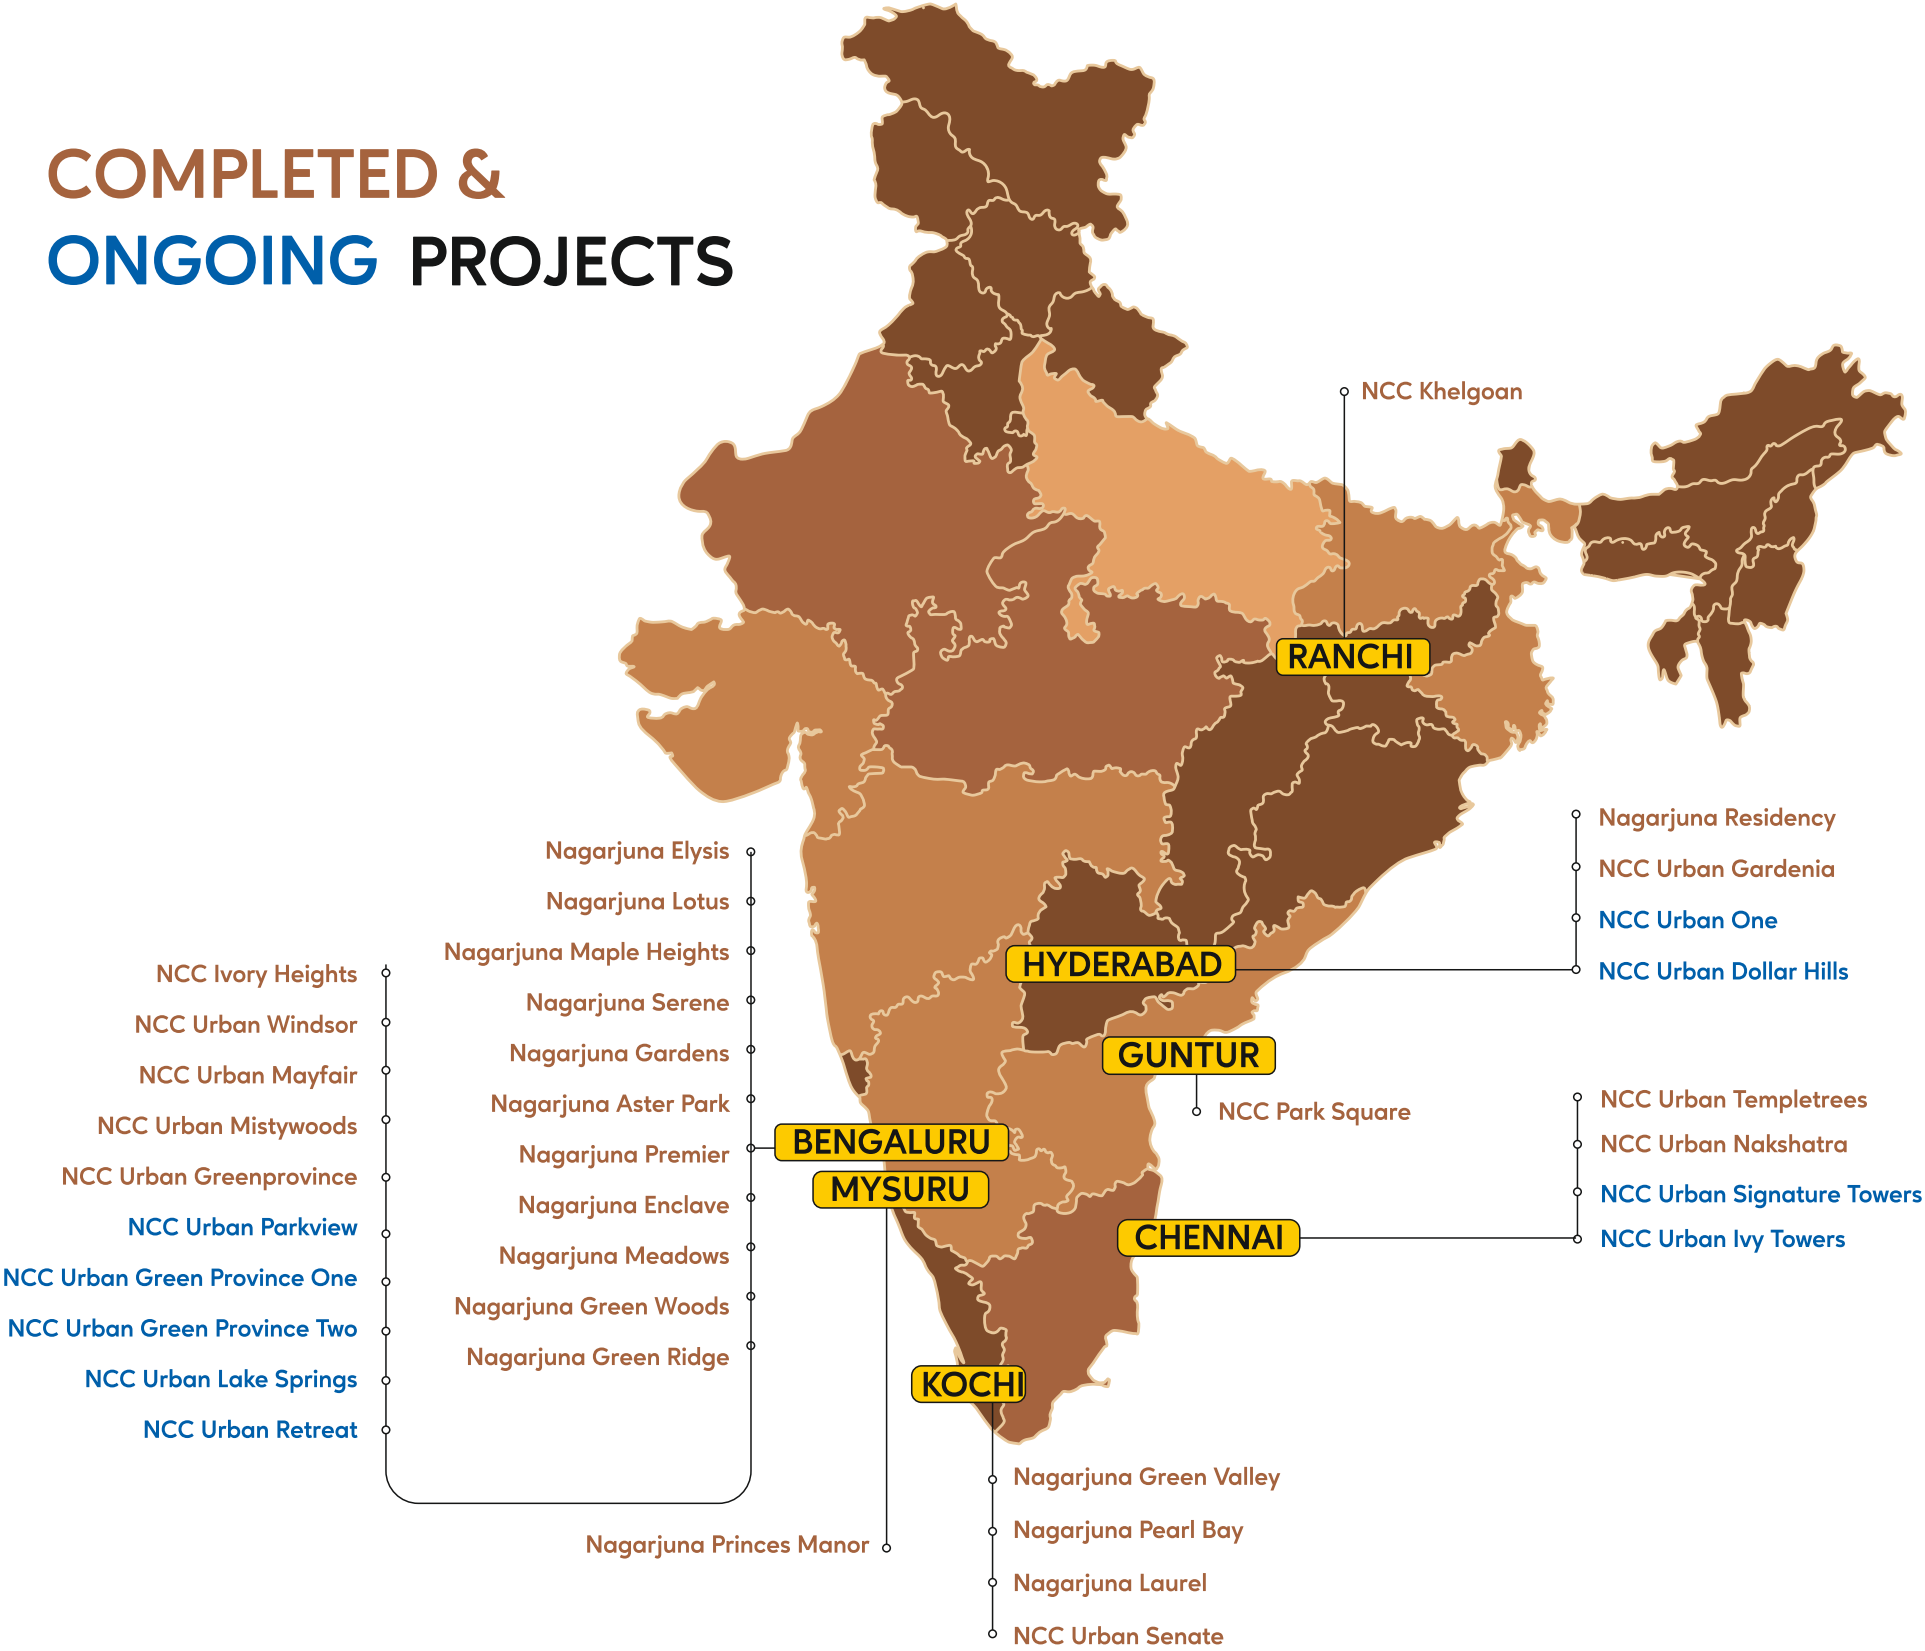 COMPLETED &
ONGOING PROJECTS
NCC Khelgoan
RANCHI
Nagarjuna Residency
NCC Urban Gardenia
NCC Urban One
NCC Urban Dollar Hills
HYDERABAD
GUNTUR
NCC Park Square
NCC Urban Templetrees
NCC Urban Nakshatra
NCC Urban Signature Towers
NCC Urban Ivy Towers
CHENNAI
Nagarjuna Elysis
Nagarjuna Lotus
Nagarjuna Maple Heights
Nagarjuna Serene
Nagarjuna Gardens
Nagarjuna Aster Park
Nagarjuna Premier
Nagarjuna Enclave
Nagarjuna Meadows
Nagarjuna Green Woods
Nagarjuna Green Ridge
BENGALURU
NCC Ivory Heights
NCC Urban Windsor
NCC Urban Mayfair
NCC Urban Mistywoods
NCC Urban Greenprovince
NCC Urban Parkview
NCC Urban Green Province One
NCC Urban Green Province Two
NCC Urban Lake Springs
NCC Urban Retreat
MYSURU
Nagarjuna Princes Manor
KOCHI
Nagarjuna Green Valley
Nagarjuna Pearl Bay
Nagarjuna Laurel
NCC Urban Senate